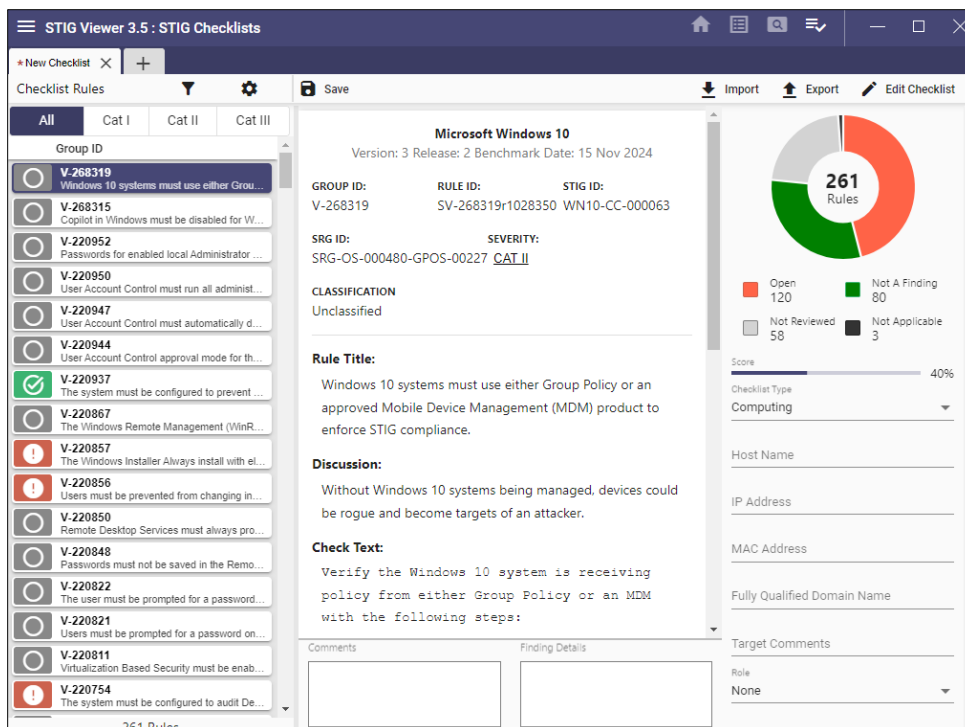 STIG Viewer 3.5 : STIG Checklists
*New Checklist
Checklist Rules
Save
Import
Export
Edit Checklist
All
Cat I
Cat II
Cat III
Group ID
V-268319
Windows 10 systems must use either Grou...
V-268315
Copilot in Windows must be disabled for W...
V-220952
Passwords for enabled local Administrator ...
V-220950
User Account Control must run all administ...
V-220947
User Account Control must automatically d...
V-220944
User Account Control approval mode for th...
V-220937
The system must be configured to prevent ...
V-220867
The Windows Remote Management (WinR...
V-220857
The Windows Installer Always install with el...
V-220856
Users must be prevented from changing in...
V-220850
Remote Desktop Services must always pro...
V-220848
Passwords must not be saved in the Remo...
V-220822
The user must be prompted for a password...
V-220821
Users must be prompted for a password on...
V-220811
Virtualization Based Security must be enab...
V-220754
The system must be configured to audit De...
261 Rules
Microsoft Windows 10
Version: 3 Release: 2 Benchmark Date: 15 Nov 2024
GROUP ID:
V-268319
RULE ID:
SV-268319r1028350
STIG ID:
WN10-CC-000063
SRG ID:
SRG-OS-000480-GPOS-00227
SEVERITY:
CAT II
CLASSIFICATION
Unclassified
Rule Title:
Windows 10 systems must use either Group Policy or an
approved Mobile Device Management (MDM) product to
enforce STIG compliance.
Discussion:
Without Windows 10 systems being managed, devices could
be rogue and become targets of an attacker.
Check Text:
Verify the Windows 10 system is receiving
policy from either Group Policy or an MDM
with the following steps:
Comments
Finding Details
261
Rules
Open
120
Not A Finding
80
Not Reviewed
58
Not Applicable
3
Score
40%
Checklist Type
Computing
Host Name
IP Address
MAC Address
Fully Qualified Domain Name
Target Comments
Role
None